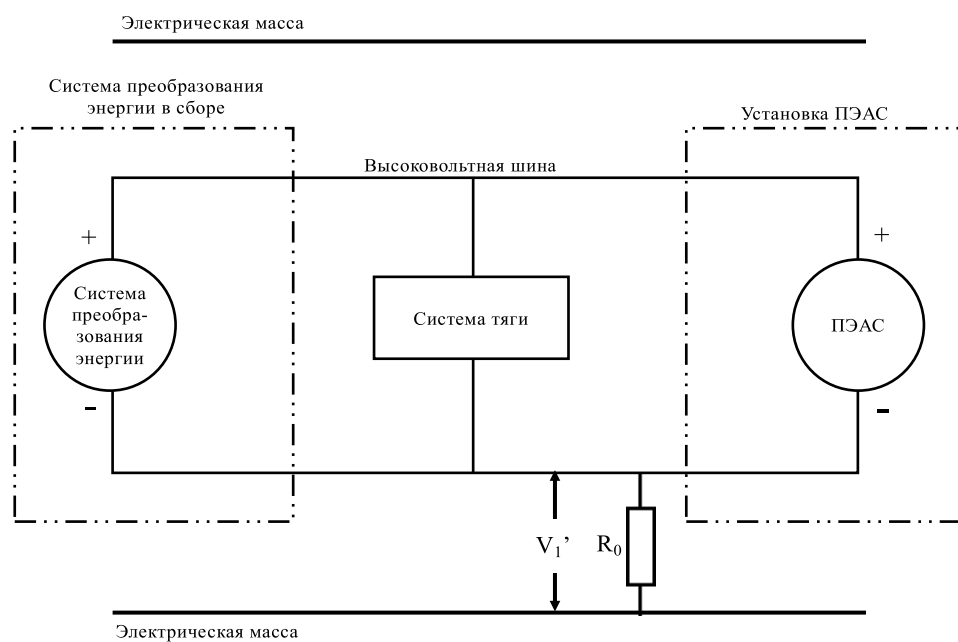 Электрическая масса
Система преобразования
энергии в сборе
Установка ПЭАС
Высоковольтная шина
+
+
Система
преобра-
зования
энергии
Система тяги
ПЭАС
-
-
V₁’
R₀
Электрическая масса